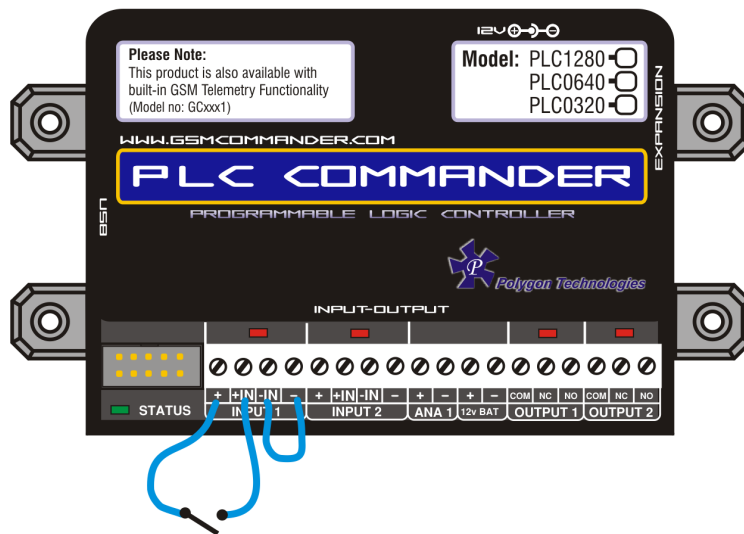 12V
Please Note:
This product is also available with
built-in GSM Telemetry Functionality
(Model no: GCxxx1)
Model: PLC1280
PLC0640
PLC0320
EXPANSION
WWW.GSMCOMMANDER.COM
PLC COMMANDER
USB
PROGRAMMABLE LOGIC CONTROLLER
P
Polygon Technologies
INPUT-OUTPUT
+ +IN -IN - + +IN -IN - + - + - COM NC NO COM NC NO
STATUS INPUT 1 INPUT 2 ANA 1 12v BAT OUTPUT 1 OUTPUT 2